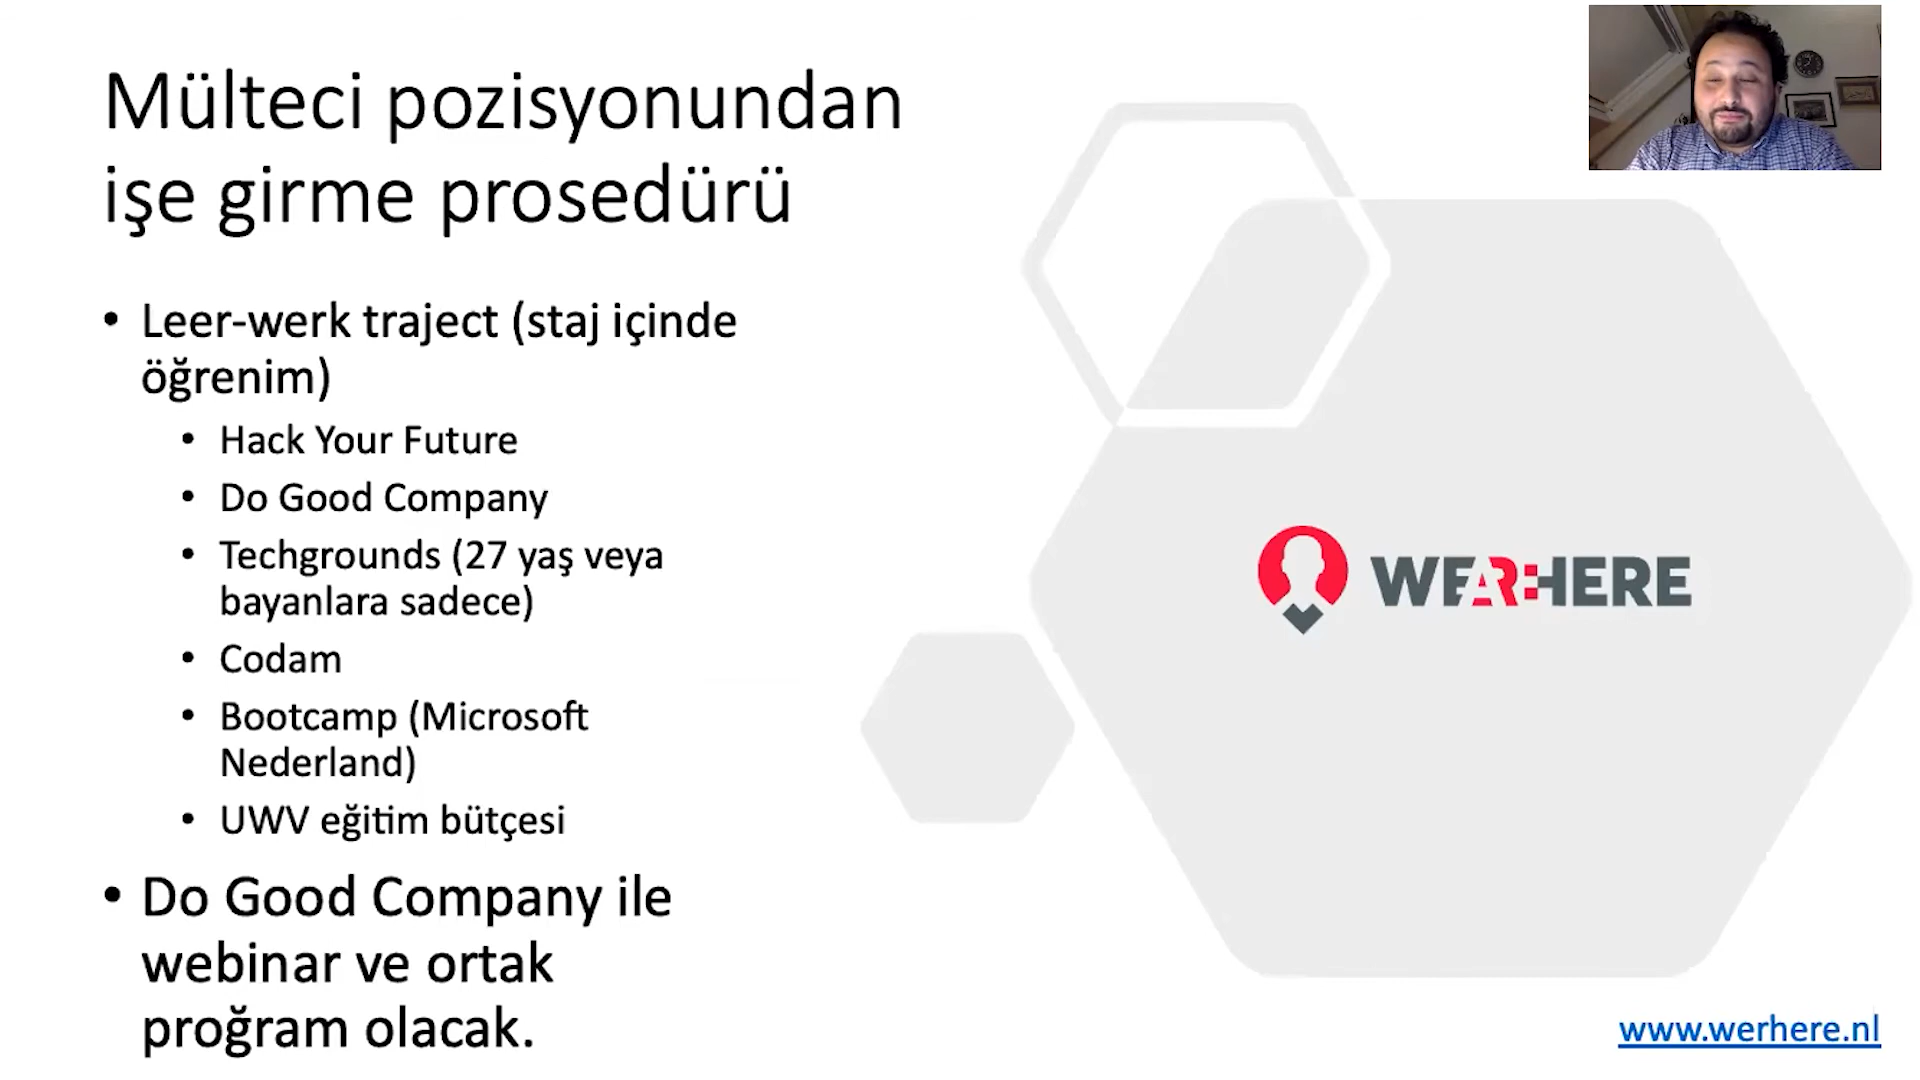 Mülteci pozisyonundan
işe girme prosedürü
• Leer-werk traject (staj içinde
öğrenim)
• Hack Your Future
• Do Good Company
• Techgrounds (27 yaş veya
bayanlara sadece)
• Codam
• Bootcamp (Microsoft
Nederland)
• UWV eğitim bütçesi
• Do Good Company ile
webinar ve ortak
proğram olacak.
WEARE:HERE
www.werhere.nl